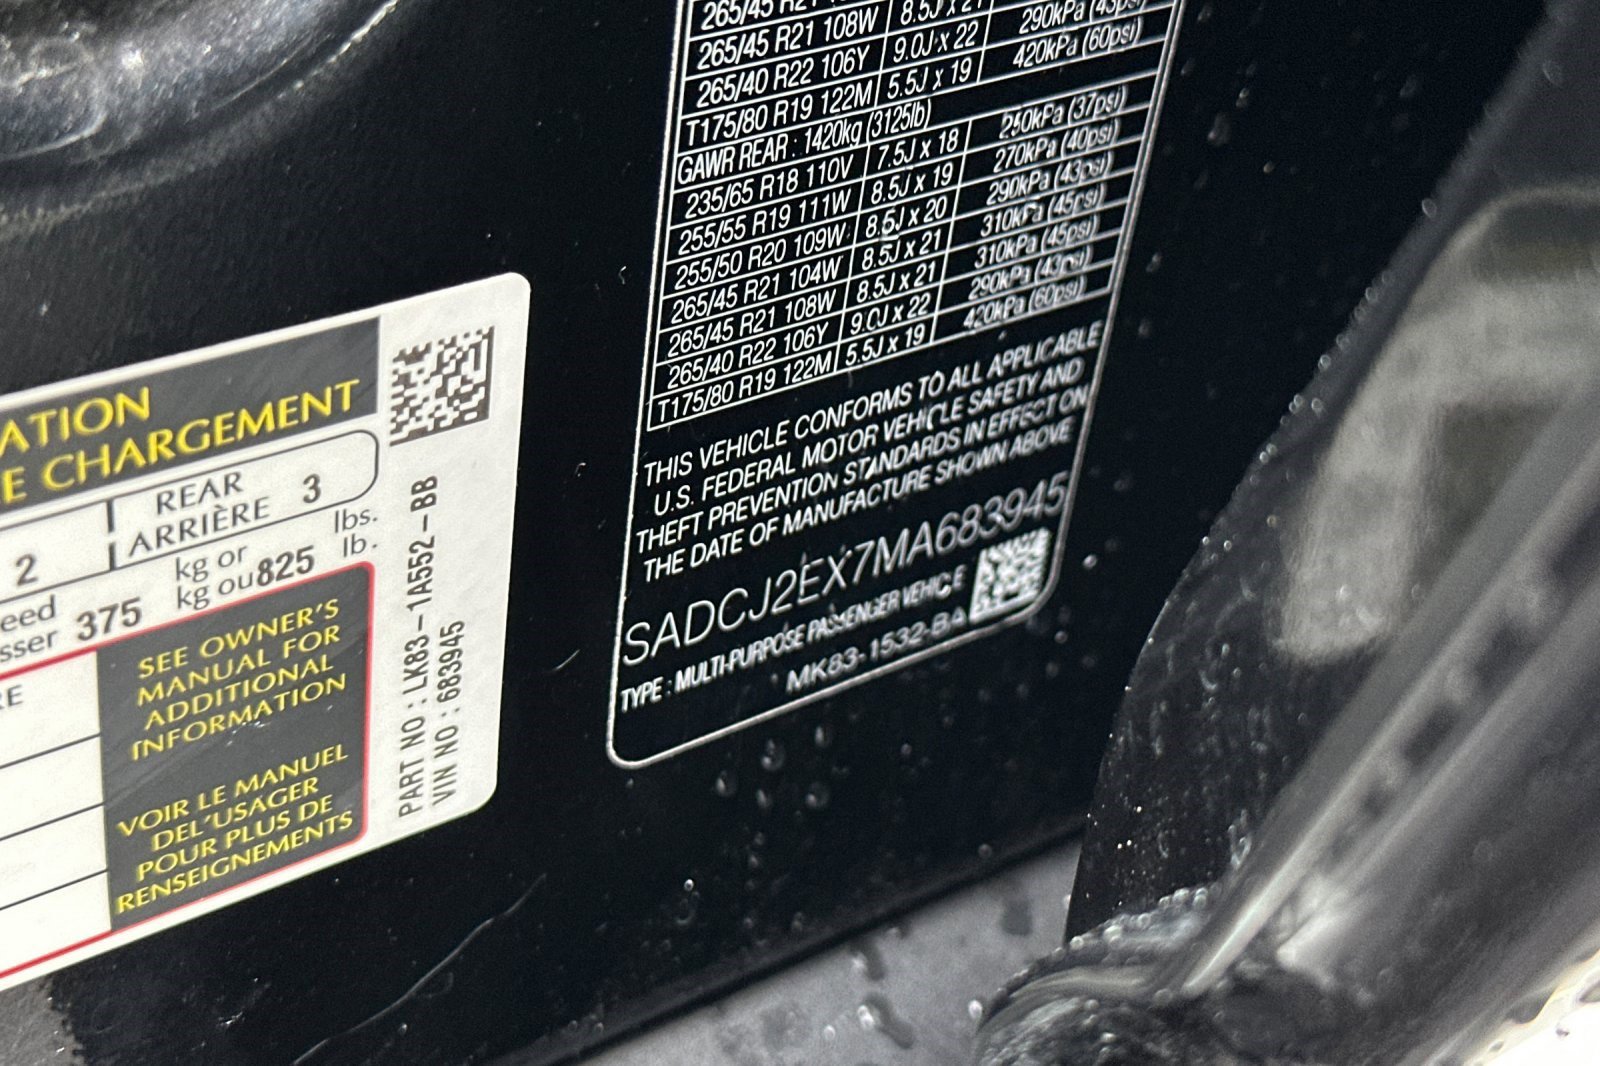 ATION
E CHARGEMENT
2
REAR
ARRIÈRE 3
eed
sser 375
kg or
kg ou 825
lbs.
lb.
RE
SEE OWNER'S
MANUAL FOR
ADDITIONAL
INFORMATION
VOIR LE MANUEL
DEL'USAGER
POUR PLUS DE
RENSEIGNEMENTS
PART NO : LK83-1A552-BB
VIN NO : 683945
265/45 R21 108W 8.5J x 21 290kPa (43psi)
265/40 R22 106Y 9.0J x 22 420kPa (60psi)
T175/80 R19 122M 5.5J x 19
GAWR REAR : 1420kg (3125lb)
235/65 R18 110V 7.5J x 18 250kPa (37psi)
255/55 R19 111W 8.5J x 19 270kPa (40psi)
255/50 R20 109W 8.5J x 20 290kPa (43psi)
265/45 R21 104W 8.5J x 21 310kPa (45psi)
265/45 R21 108W 8.5J x 21 310kPa (45psi)
265/40 R22 106Y 9.0J x 22 290kPa (43psi)
T175/80 R19 122M 5.5J x 19 420kPa (60psi)
THIS VEHICLE CONFORMS TO ALL APPLICABLE
U.S. FEDERAL MOTOR VEHICLE SAFETY AND
THEFT PREVENTION STANDARDS IN EFFECT ON
THE DATE OF MANUFACTURE SHOWN ABOVE
SADCJ2EX7MA683945
TYPE : MULTI-PURPOSE PASSENGER VEHICLE
MK83-1532-BA